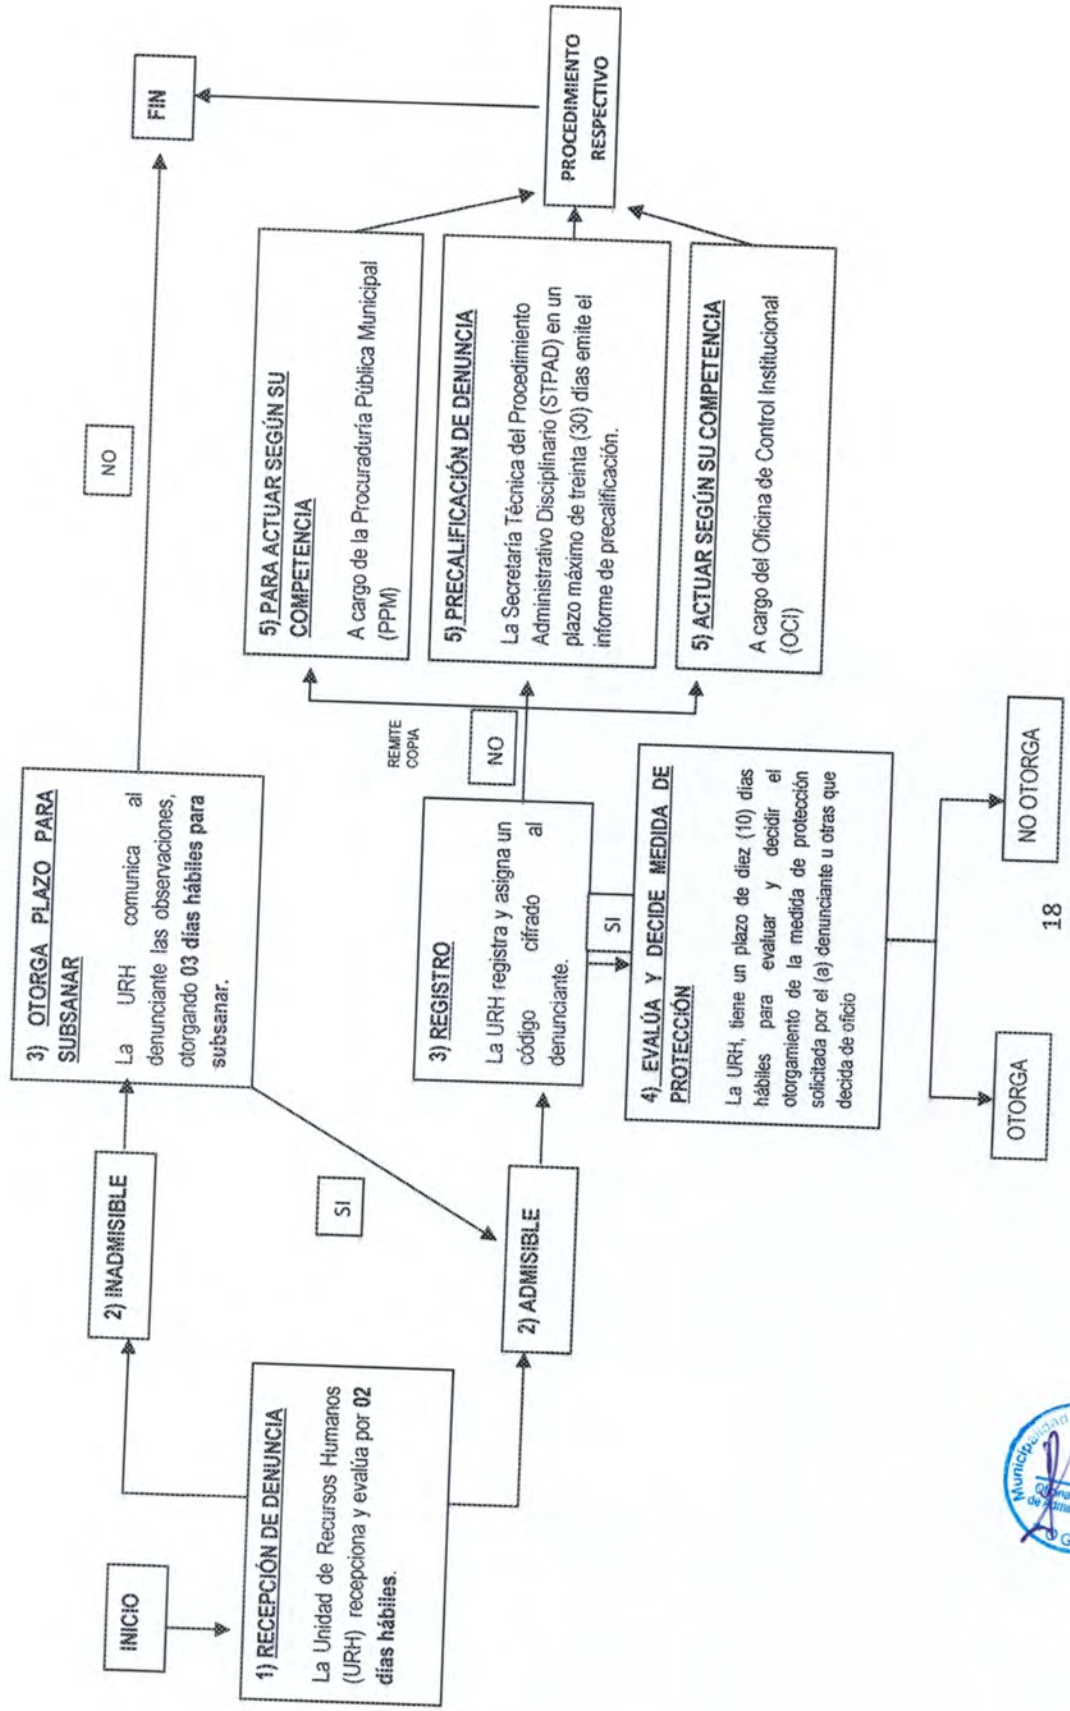 INICIO
1) RECEPCIÓN DE DENUNCIA
La Unidad de Recursos Humanos
(URH) recepciona y evalúa por 02
días hábiles.
2) INADMISIBLE
2) ADMISIBLE
SI
3) OTORGA PLAZO PARA
SUBSANAR
La URH comunica al
denunciante las observaciones,
otorgando 03 días hábiles para
subsanar.
NO
FIN
3) REGISTRO
La URH registra y asigna un
código cifrado al
denunciante.
SI
NO
REMITE
COPIA
4) EVALÚA Y DECIDE MEDIDA DE
PROTECCIÓN
La URH, tiene un plazo de diez (10) días
hábiles para evaluar y decidir el
otorgamiento de la medida de protección
solicitada por el (a) denunciante u otras que
decida de oficio
OTORGA
NO OTORGA
5) PARA ACTUAR SEGÚN SU
COMPETENCIA
A cargo de la Procuraduría Pública Municipal
(PPM)
5) PRECALIFICACIÓN DE DENUNCIA
La Secretaría Técnica del Procedimiento
Administrativo Disciplinario (STPAD) en un
plazo máximo de treinta (30) días emite el
informe de precalificación.
5) ACTUAR SEGÚN SU COMPETENCIA
A cargo del Oficina de Control Institucional
(OCI)
PROCEDIMIENTO
RESPECTIVO
18
Municipalidad